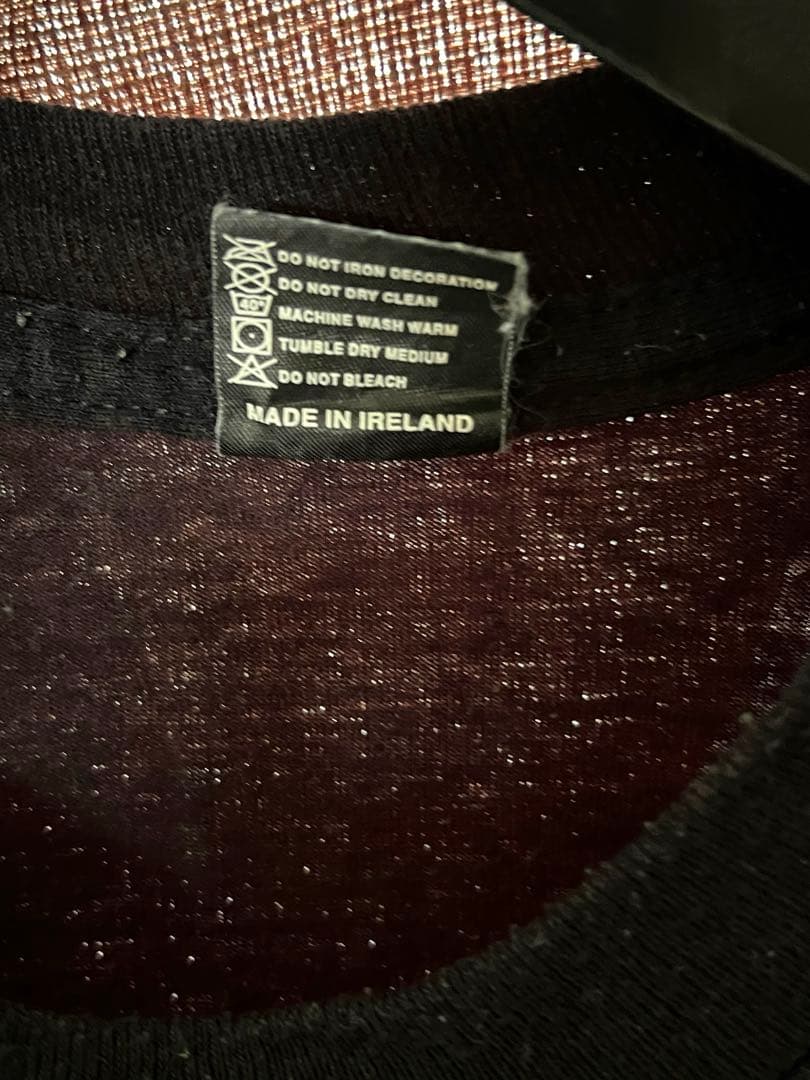 DO NOT IRON DECORATION
DO NOT DRY CLEAN
40° MACHINE WASH WARM
TUMBLE DRY MEDIUM
DO NOT BLEACH
MADE IN IRELAND